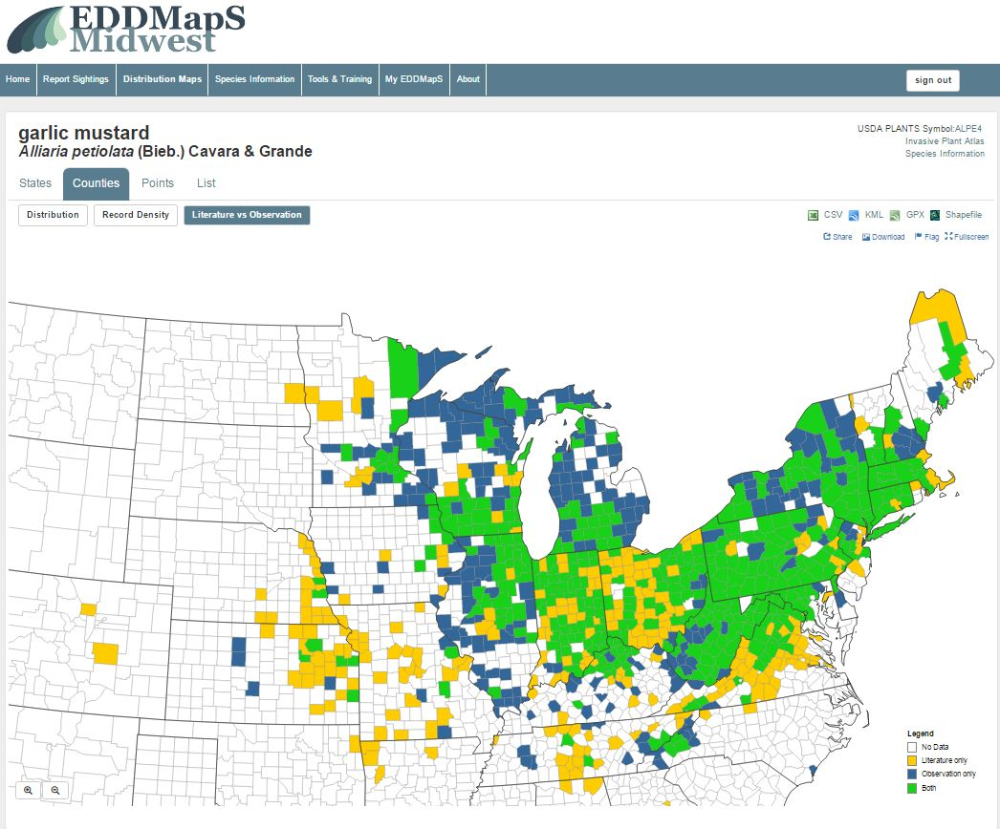 EDDMapS
Midwest
Home Report Sightings Distribution Maps Species Information Tools & Training My EDDMapS About sign out
garlic mustard
Alliaria petiolata (Bieb.) Cavara & Grande
USDA PLANTS Symbol:ALPE4
Invasive Plant Atlas
Species Information
States Counties Points List
Distribution Record Density Literature vs Observation
CSV KML GPX Shapefile
Share Download Flag Fullscreen
Legend
No Data
Literature only
Observation only
Both